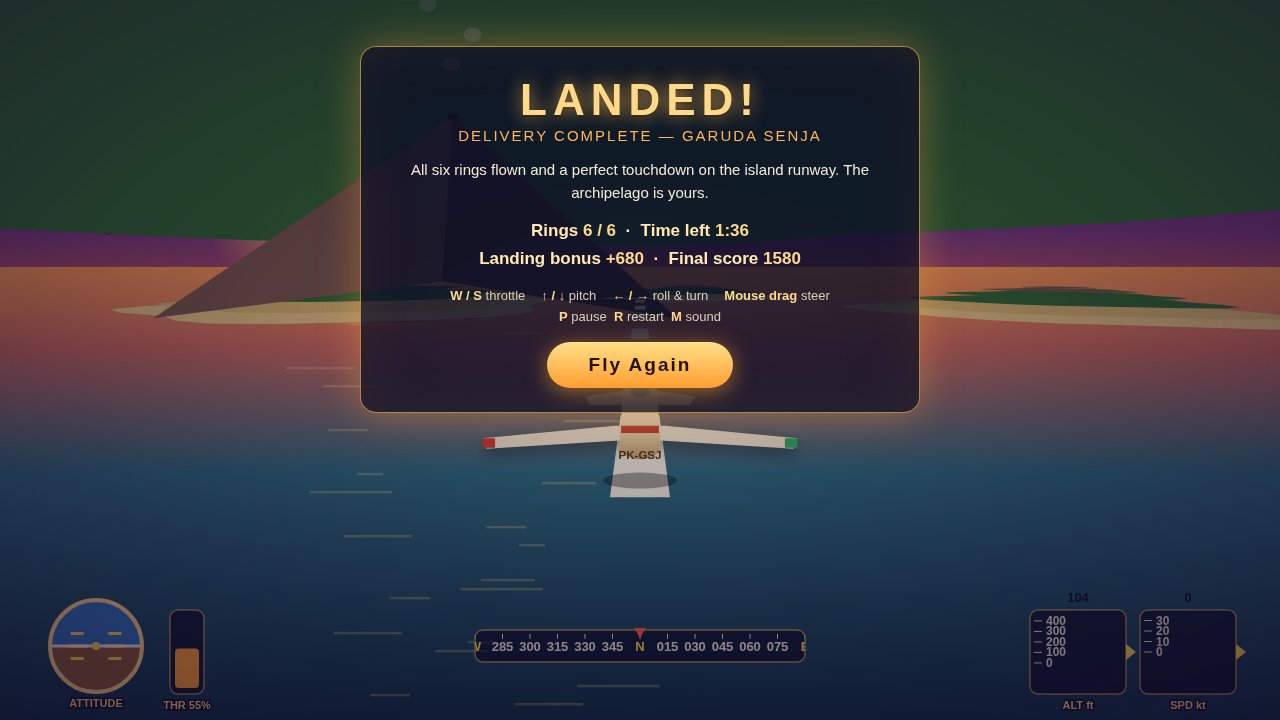 LANDED!
DELIVERY COMPLETE — GARUDA SENJA
All six rings flown and a perfect touchdown on the island runway. The
archipelago is yours.
Rings 6 / 6 · Time left 1:36
Landing bonus +680 · Final score 1580
W / S throttle ↑ / ↓ pitch ← / → roll & turn Mouse drag steer
P pause R restart M sound
Fly Again
PK-GSJ
104 0
400 30
300 20
200 10
100 0
0
W 285 300 315 330 345 N 015 030 045 060 075 E
ATTITUDE THR 55% ALT ft SPD kt